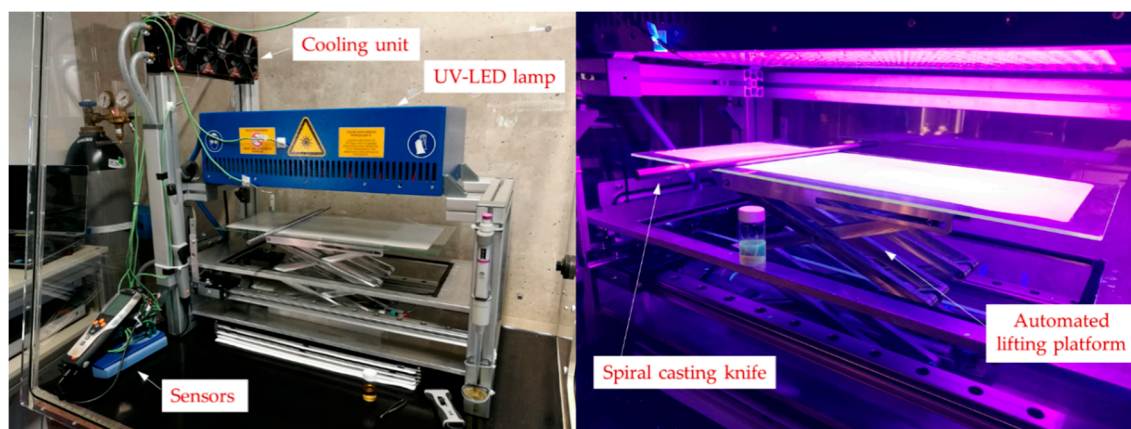 Cooling unit
UV-LED lamp
Sensors
Spiral casting knife
Automated
lifting platform